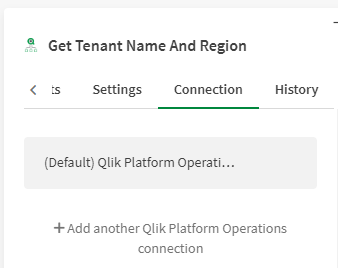 Get Tenant Name And Region
ts Settings Connection History
(Default) Qlik Platform Operati…
+ Add another Qlik Platform Operations
connection